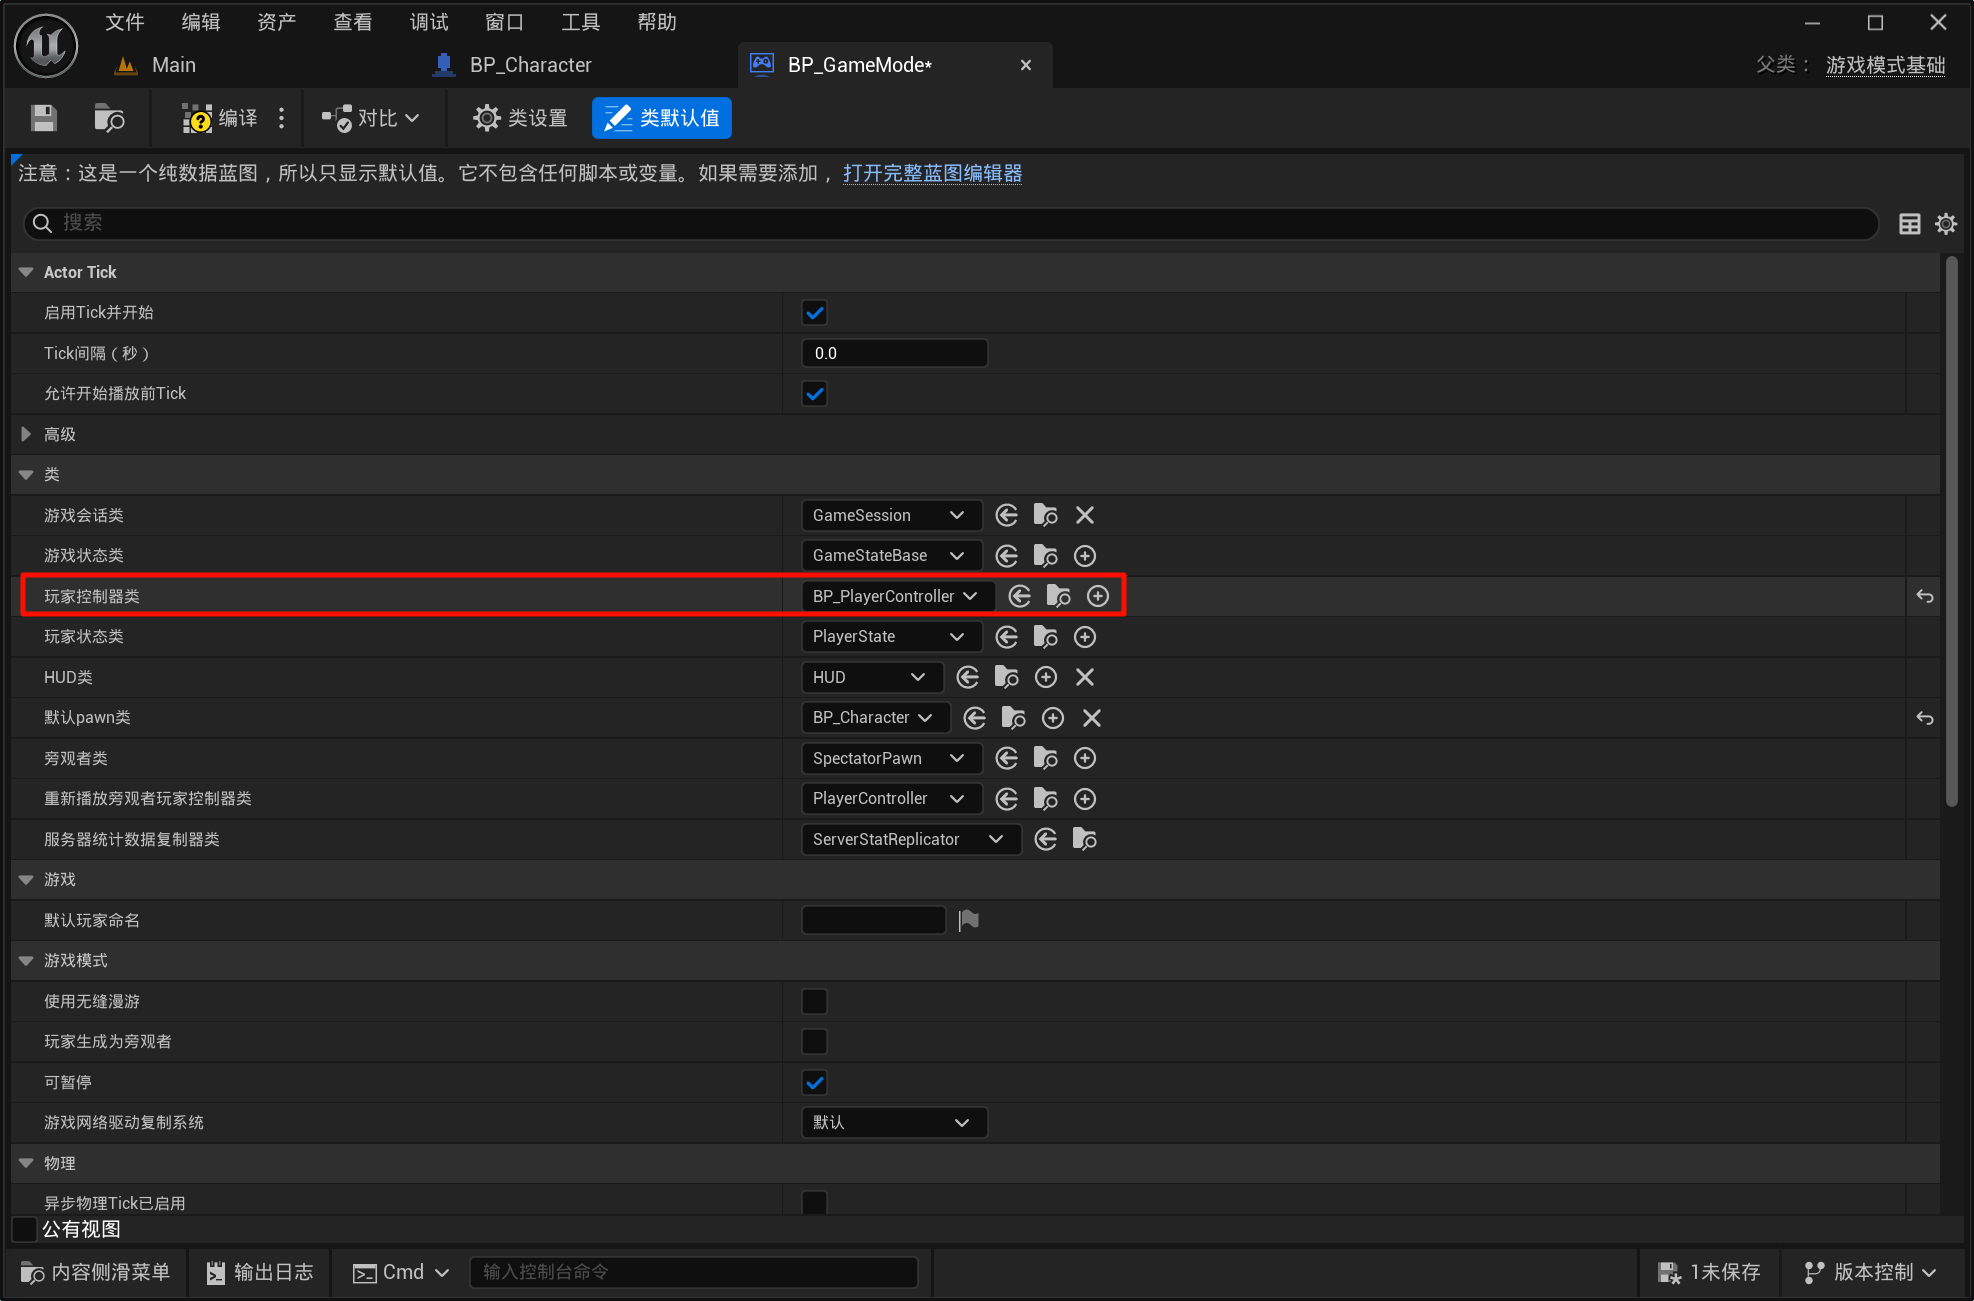 文件 编辑 资产 查看 调试 窗口 工具 帮助
Main BP_Character BP_GameMode* 父类： 游戏模式基础
编译 对比 类设置 类默认值
注意：这是一个纯数据蓝图，所以只显示默认值。它不包含任何脚本或变量。如果需要添加，打开完整蓝图编辑器
搜索
Actor Tick
启用Tick并开始
Tick间隔（秒） 0.0
允许开始播放前Tick
高级
类
游戏会话类 GameSession
游戏状态类 GameStateBase
玩家控制器类 BP_PlayerController
玩家状态类 PlayerState
HUD类 HUD
默认pawn类 BP_Character
旁观者类 SpectatorPawn
重新播放旁观者玩家控制器类 PlayerController
服务器统计数据复制器类 ServerStatReplicator
游戏
默认玩家命名
游戏模式
使用无缝漫游
玩家生成为旁观者
可暂停
游戏网络驱动复制系统 默认
物理
异步物理Tick已启用
公有视图
内容侧滑菜单 输出日志 Cmd 输入控制台命令 1未保存 版本控制